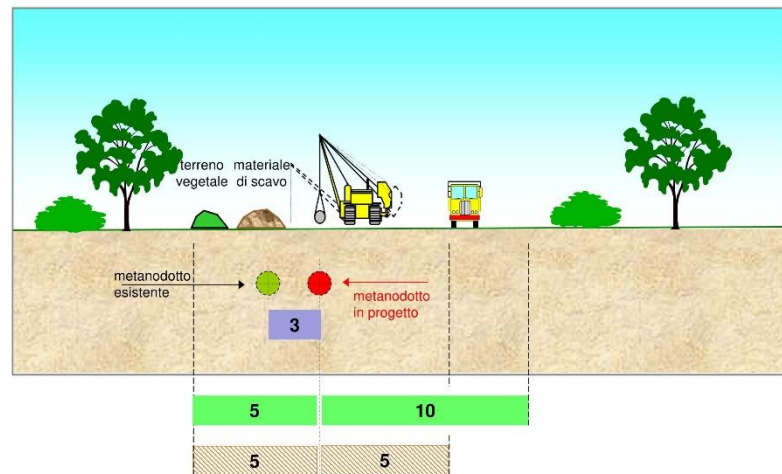 terreno materiale
vegetale di scavo
metanodotto
esistente
metanodotto
in progetto
3
5 10
5 5